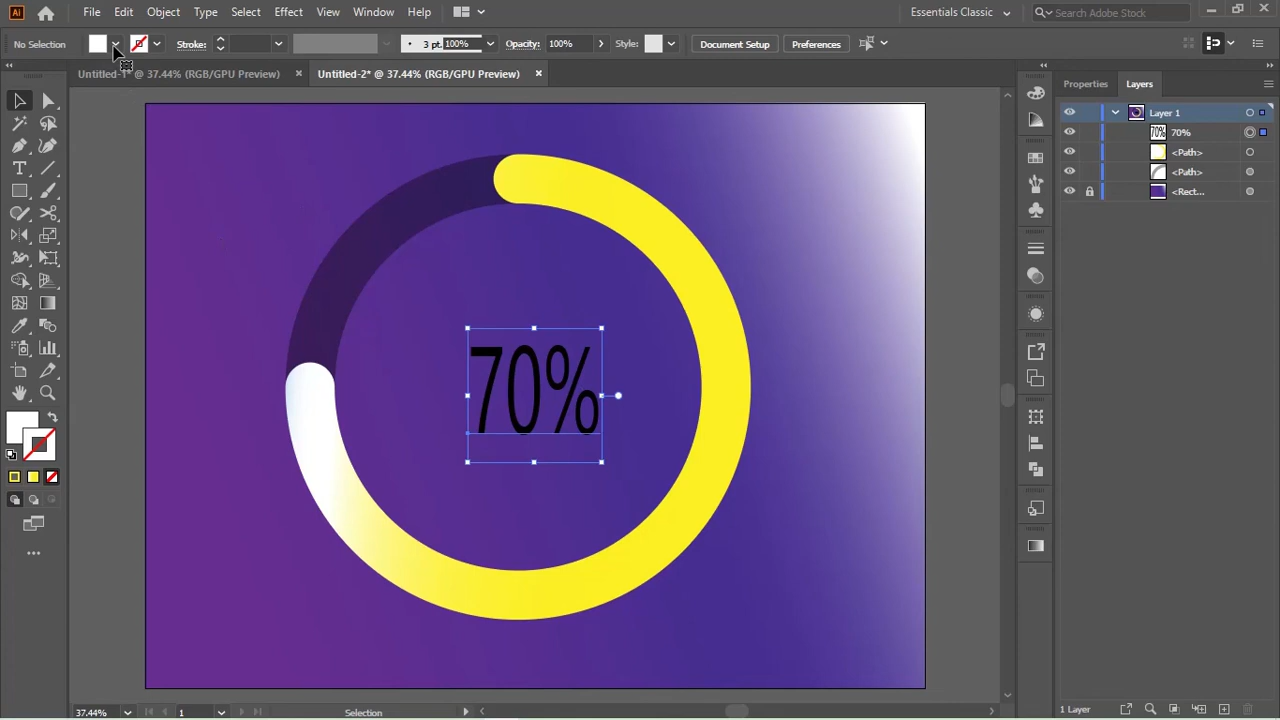 Ai File Edit Object Type Select Effect View Window Help Essentials Classic Search Adobe Stock
No Selection Stroke: 3 pt. 100% Opacity: 100% Style: Document Setup Preferences
Untitled-1* @ 37.44% (RGB/GPU Preview) Untitled-2* @ 37.44% (RGB/GPU Preview) Properties Layers
Layer 1
70% 70%
<Path>
<Path>
<Rect...
70%
37.44% 1 Selection 1 Layer